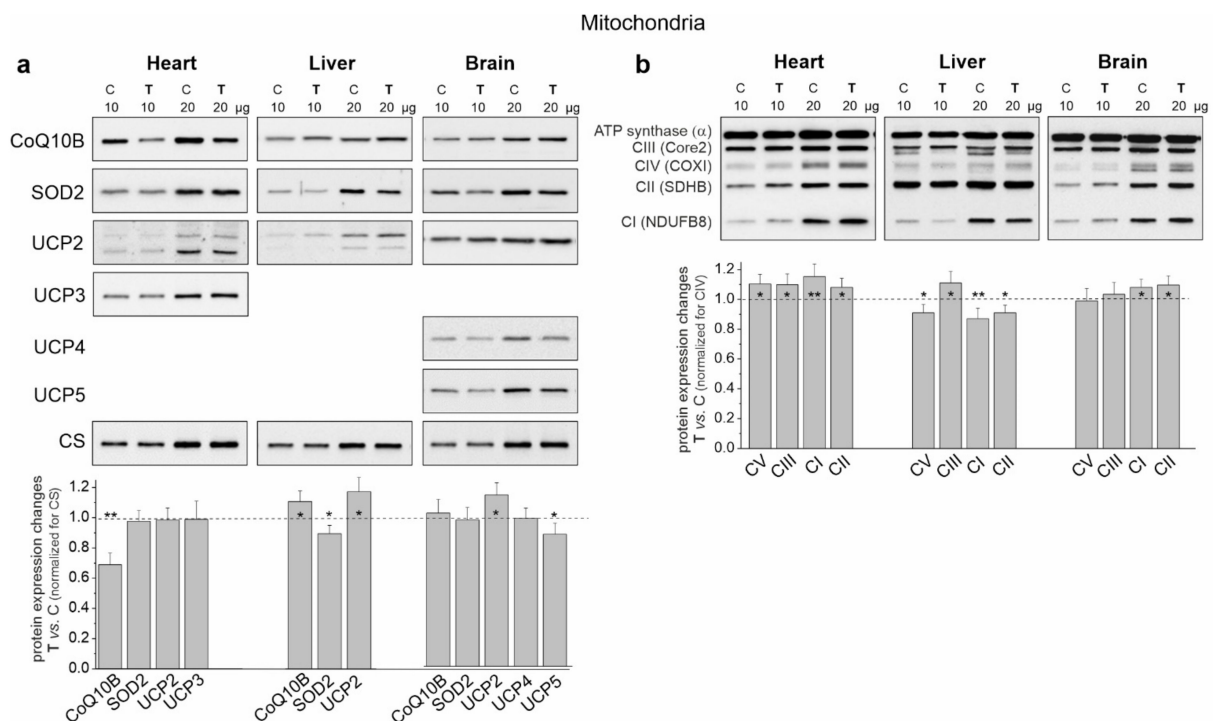 Mitochondria
a
Heart Liver Brain
C T C T C T C T C T C T
10 10 20 20 µg 10 10 20 20 µg 10 10 20 20 µg
CoQ10B
SOD2
UCP2
UCP3
UCP4
UCP5
CS
protein expression changes
T vs. C (normalized for CS)
1.2
1.0
0.8
0.6
0.4
0.2
0.0
** * * * * *
CoQ10B SOD2 UCP2 UCP3 CoQ10B SOD2 UCP2 CoQ10B SOD2 UCP2 UCP4 UCP5
b
Heart Liver Brain
C T C T C T C T C T C T
10 10 20 20 µg 10 10 20 20 µg 10 10 20 20 µg
ATP synthase (α)
CIII (Core2)
CIV (COXI)
CII (SDHB)
CI (NDUFB8)
protein expression changes
T vs. C (normalized for CIV)
1.2
1.0
0.8
0.6
0.4
0.2
0.0
* * ** * * * ** * * *
CV CIII CI CII CV CIII CI CII CV CIII CI CII